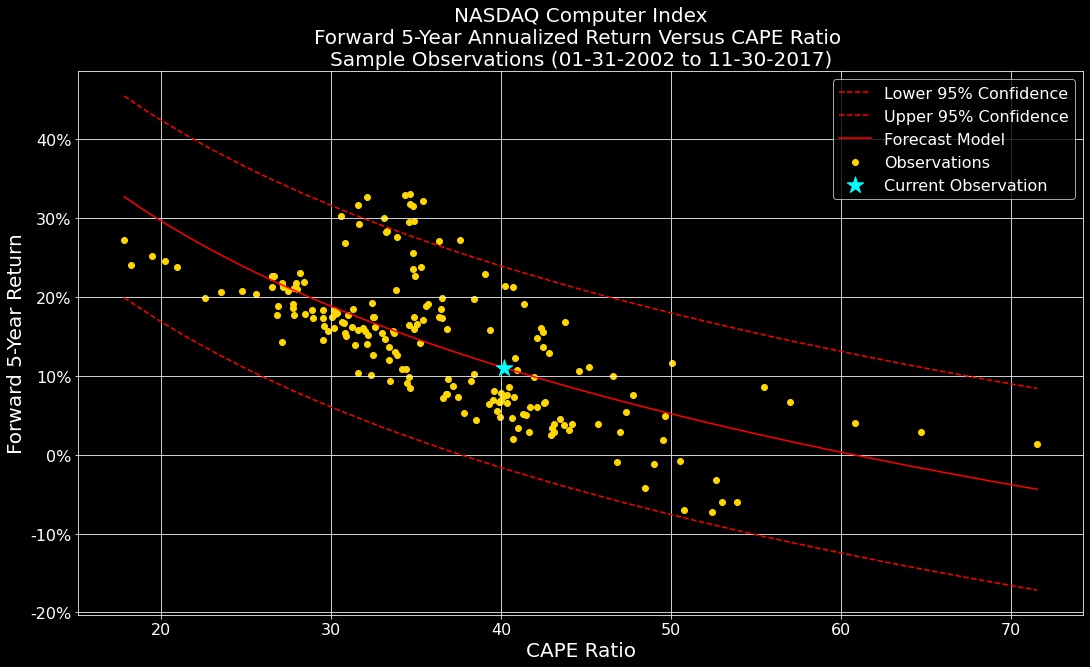 NASDAQ Computer Index
Forward 5-Year Annualized Return Versus CAPE Ratio
Sample Observations (01-31-2002 to 11-30-2017)
Lower 95% Confidence
Upper 95% Confidence
Forecast Model
Observations
Current Observation
Forward 5-Year Return
40%
30%
20%
10%
0%
-10%
-20%
20 30 40 50 60 70
CAPE Ratio